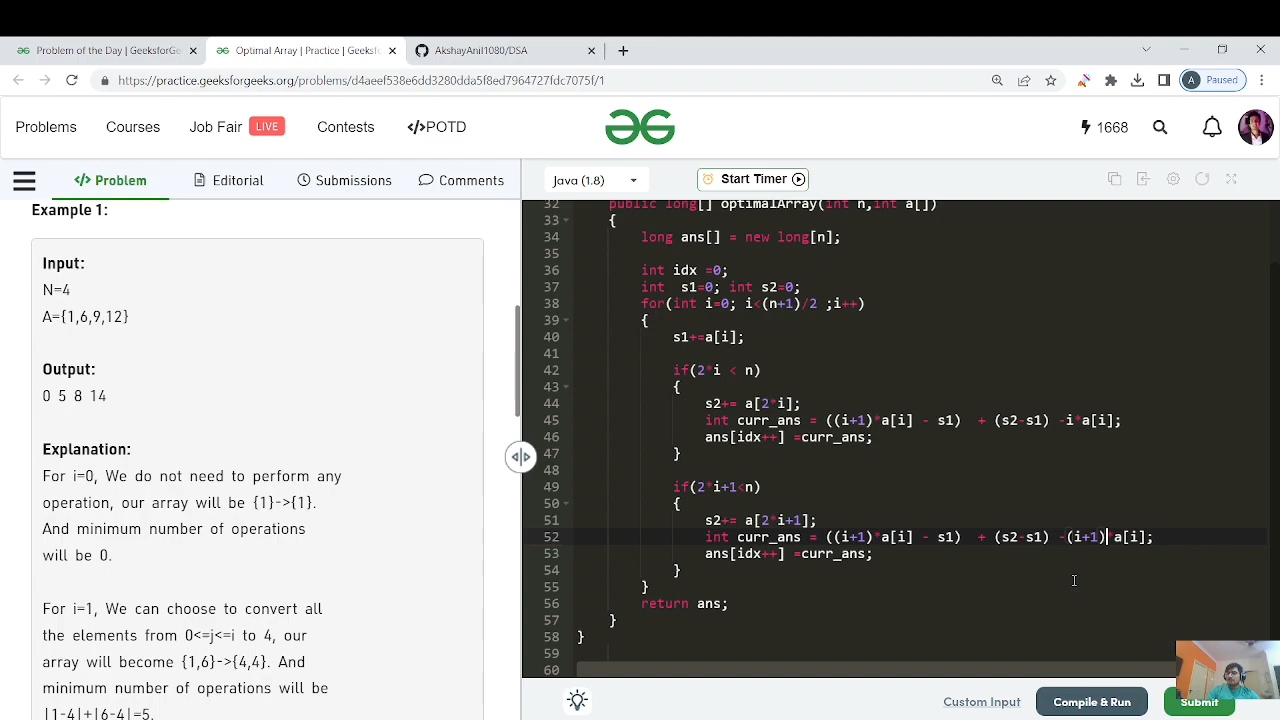 Problem of the Day | GeeksforGeeks
Optimal Array | Practice | Geeksf
AkshayAnil1080/DSA
https://practice.geeksforgeeks.org/problems/d4aeef538e6dd3280dda5f8ed7964727fdc7075f/1
A Paused
Problems Courses Job Fair LIVE Contests </>POTD
1668
</> Problem Editorial Submissions Comments
Java (1.8) Start Timer
Example 1:
Input:
N=4
A={1,6,9,12}
Output:
0 5 8 14
Explanation:
For i=0, We do not need to perform any
operation, our array will be {1}->{1}.
And minimum number of operations
will be 0.
For i=1, We can choose to convert all
the elements from 0<=j<=i to 4, our
array will become {1,6}->{4,4}. And
minimum number of operations will be
|1-4|+|6-4|=5.
32 public long[] optimalArray(int n,int a[])
33 {
34 long ans[] = new long[n];
35
36 int idx =0;
37 int s1=0; int s2=0;
38 for(int i=0; i<(n+1)/2 ;i++)
39 {
40 s1+=a[i];
41
42 if(2*i < n)
43 {
44 s2+= a[2*i];
45 int curr_ans = ((i+1)*a[i] - s1) + (s2-s1) -i*a[i];
46 ans[idx++] =curr_ans;
47 }
48
49 if(2*i+1<n)
50 {
51 s2+= a[2*i+1];
52 int curr_ans = ((i+1)*a[i] - s1) + (s2-s1) -(i+1)*a[i];
53 ans[idx++] =curr_ans;
54 }
55 }
56 return ans;
57 }
58 }
59
60
Custom Input Compile & Run Submit